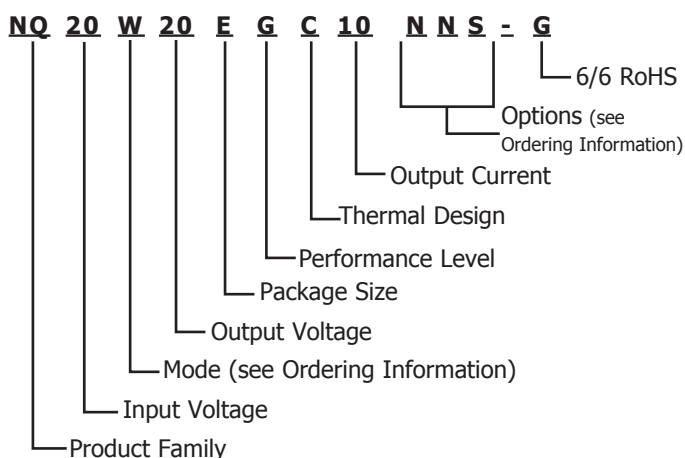 NQ 20 W 20 E G C 10 N N S - G
6/6 RoHS
Options (see
Ordering Information)
Output Current
Thermal Design
Performance Level
Package Size
Output Voltage
Mode (see Ordering Information)
Input Voltage
Product Family